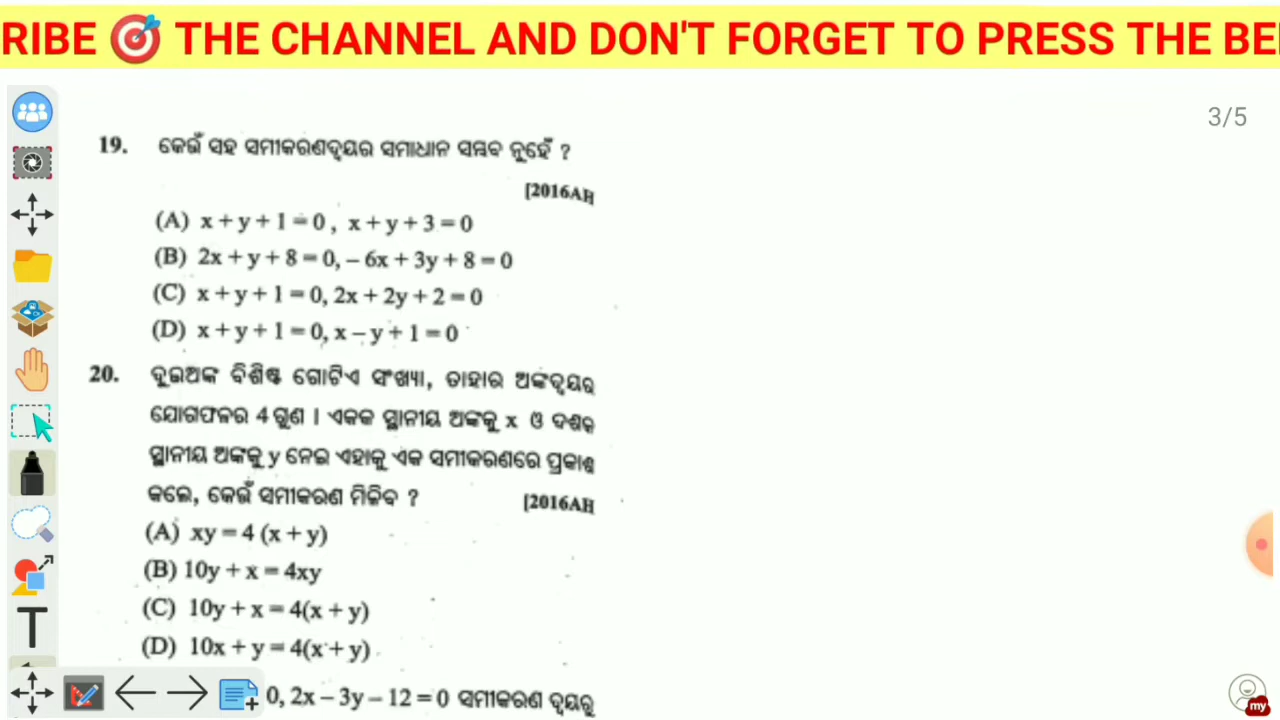 RIBE 🎯 THE CHANNEL AND DON'T FORGET TO PRESS THE BE
3/5
19. କେଉଁ ସହ ସମୀକରଣଦ୍ୱୟର ସମାଧାନ ସମ୍ଭବ ନୁହେଁ ?
[2016AH]
(A) x + y + 1 = 0 , x + y + 3 = 0
(B) 2x + y + 8 = 0, – 6x + 3y + 8 = 0
(C) x + y + 1 = 0, 2x + 2y + 2 = 0
(D) x + y + 1 = 0, x – y + 1 = 0
20. ଦୁଇଅଙ୍କ ବିଶିଷ୍ଟ ଗୋଟିଏ ସଂଖ୍ୟା, ତାହାର ଅଙ୍କଦ୍ୱୟର
ଯୋଗଫଳର 4 ଗୁଣ । ଏକକ ସ୍ଥାନୀୟ ଅଙ୍କକୁ x ଓ ଦଶକ
ସ୍ଥାନୀୟ ଅଙ୍କକୁ y ନେଇ ଏହାକୁ ଏକ ସମୀକରଣରେ ପ୍ରକାଶ
କଲେ, କେଉଁ ସମୀକରଣ ମିଳିବ ?
[2016AH]
(A) xy = 4 (x + y)
(B) 10y + x = 4xy
(C) 10y + x = 4(x + y)
(D) 10x + y = 4(x + y)
0, 2x – 3y – 12 = 0 ସମୀକରଣ ଦ୍ୱୟରୁ
T
my